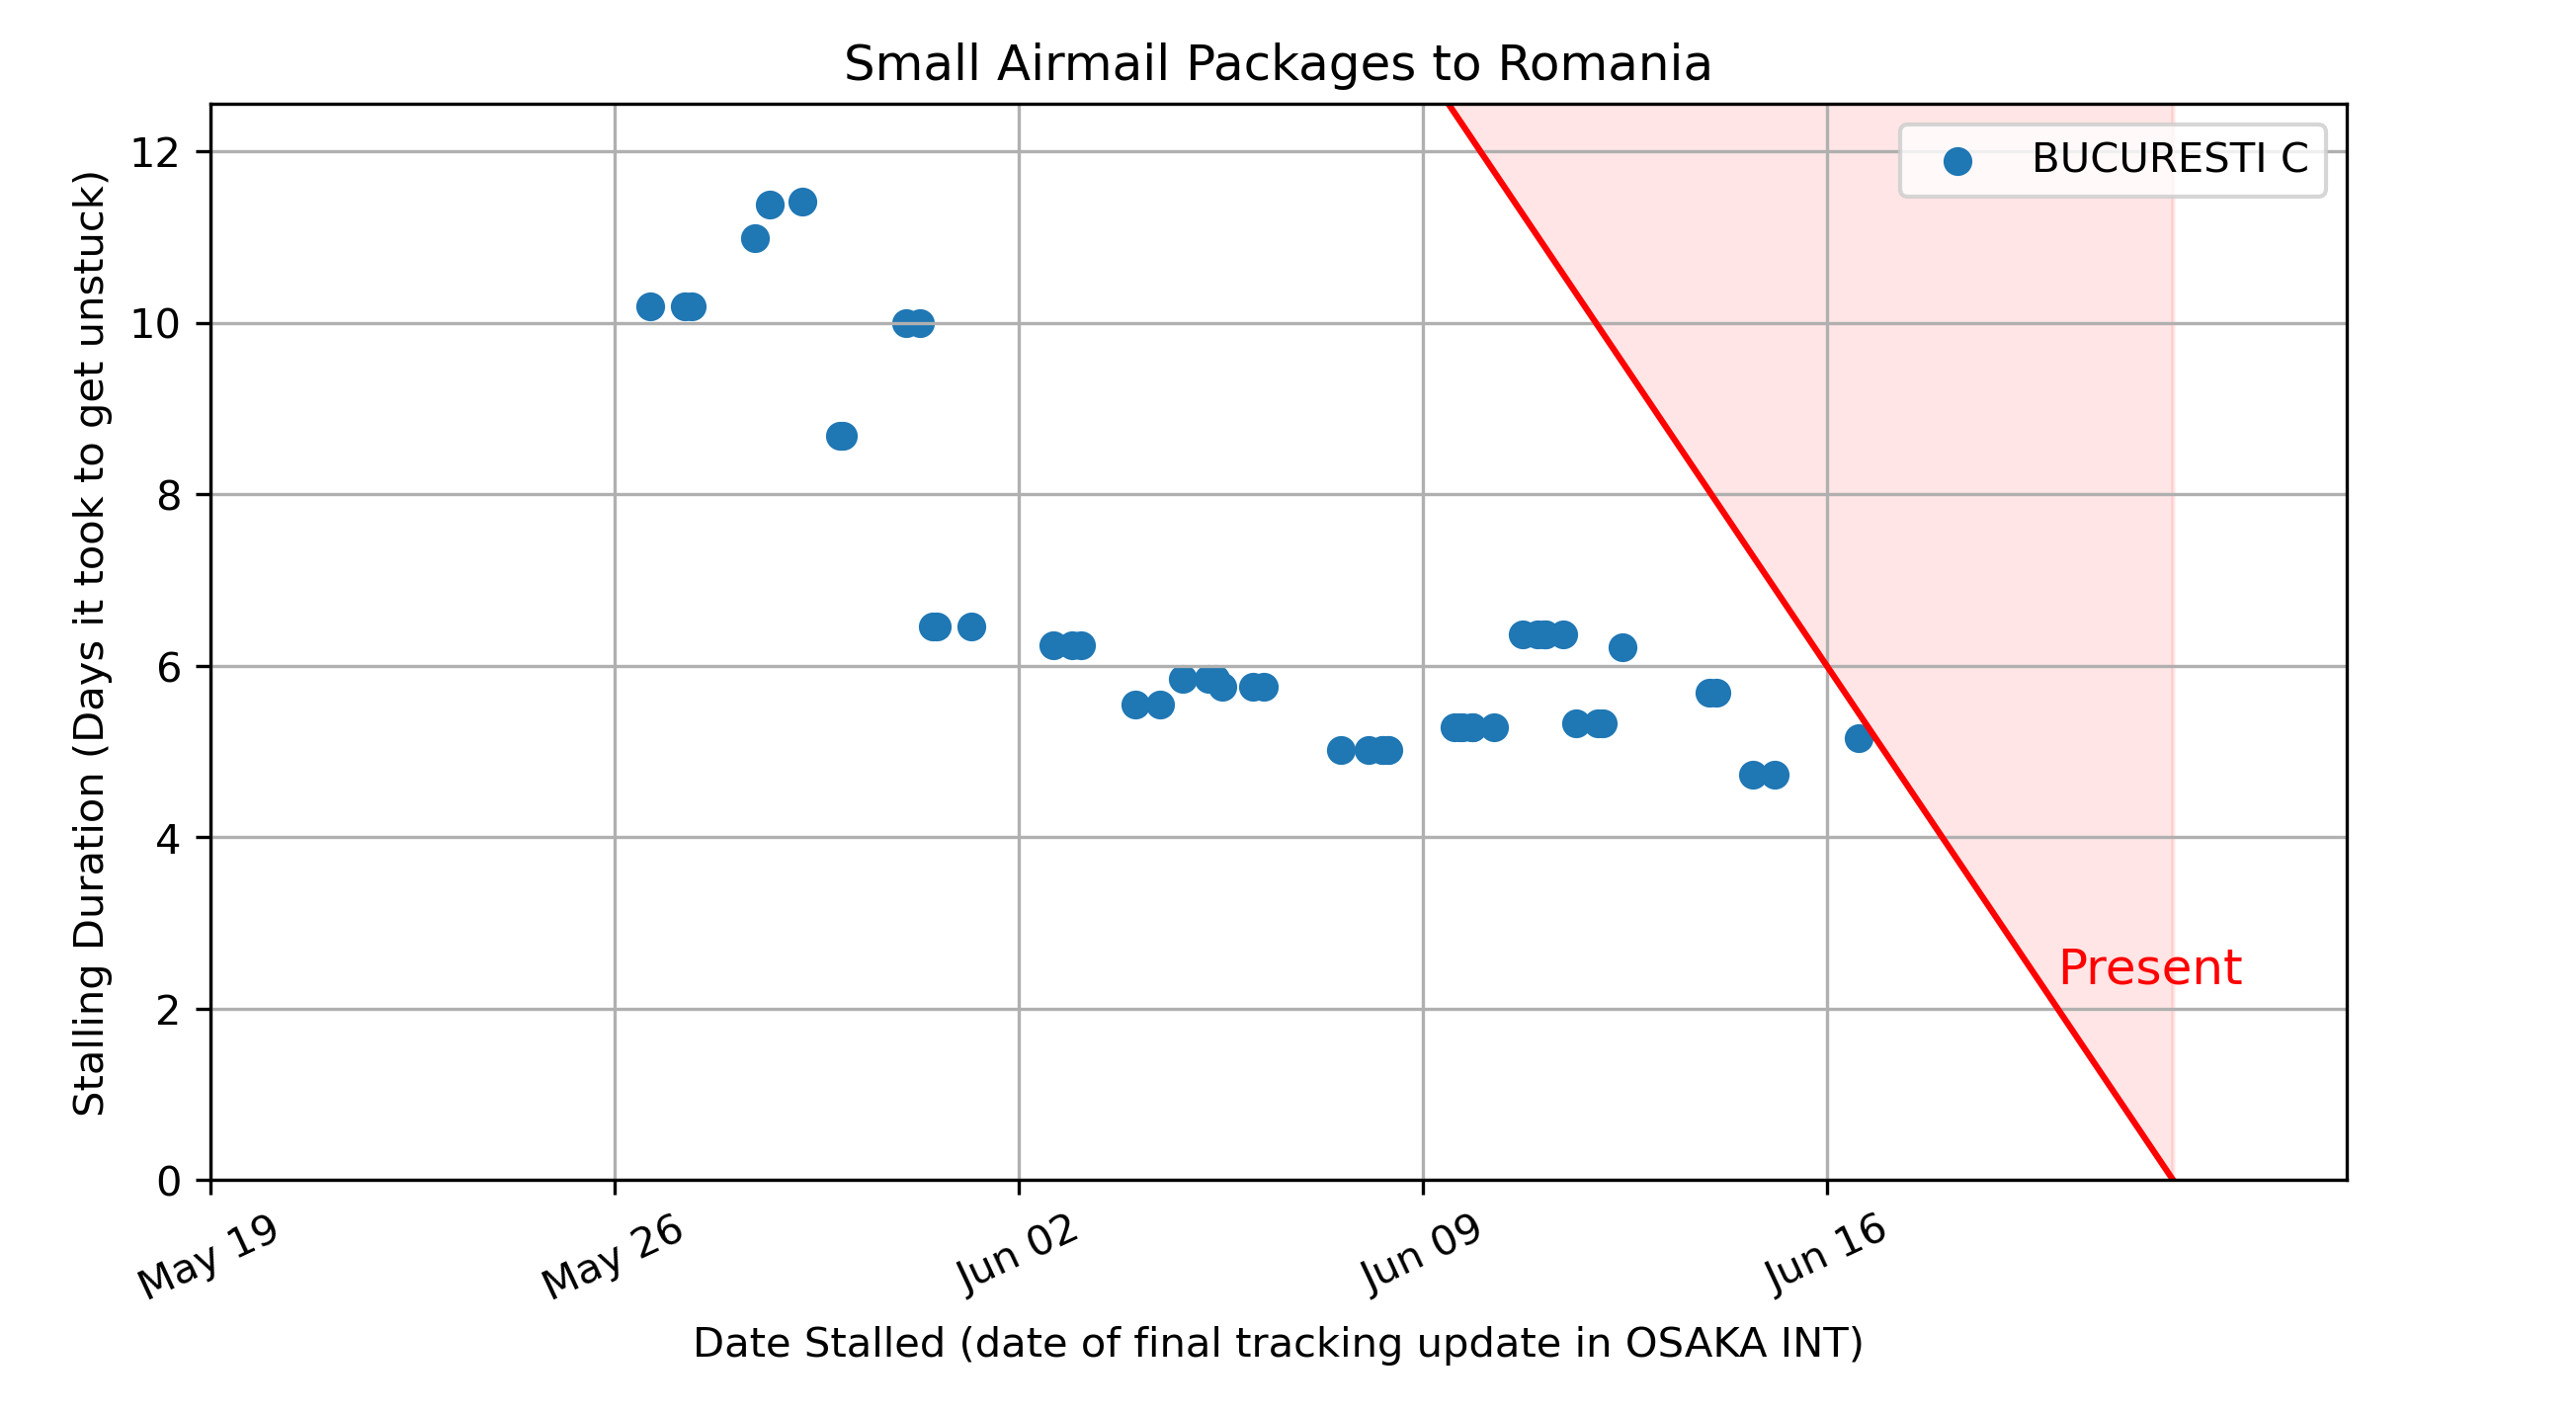 Small Airmail Packages to Romania
BUCURESTI C
Stalling Duration (Days it took to get unstuck)
12
10
8
6
4
2
0
Present
May 19
May 26
Jun 02
Jun 09
Jun 16
Date Stalled (date of final tracking update in OSAKA INT)